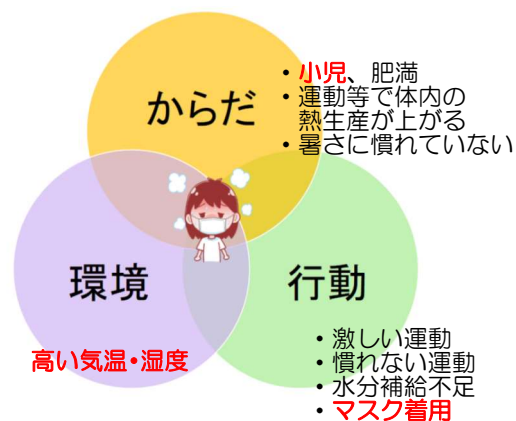 からだ
・小児、肥満
・運動等で体内の
熱生産が上がる
・暑さに慣れていない
環境
高い気温・湿度
行動
・激しい運動
・慣れない運動
・水分補給不足
・マスク着用